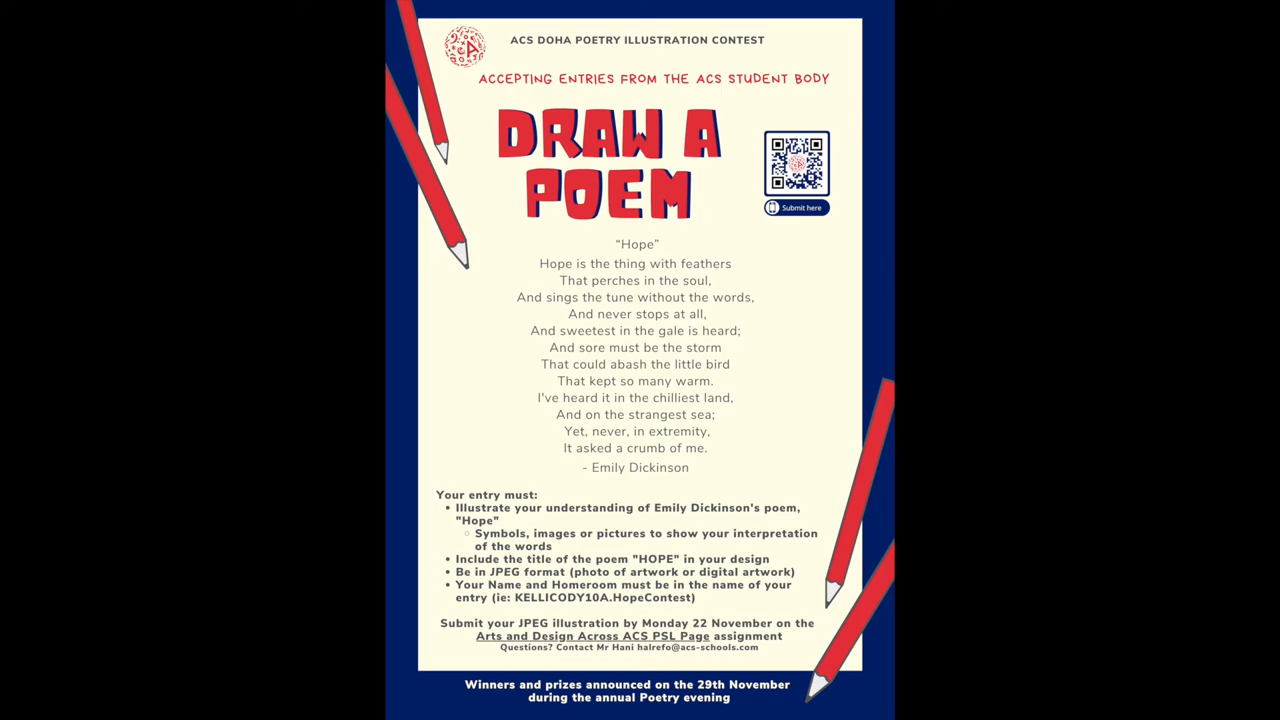 ACS DOHA POETRY ILLUSTRATION CONTEST
ACCEPTING ENTRIES FROM THE ACS STUDENT BODY
DRAW A
POEM
Submit here
“Hope”
Hope is the thing with feathers
That perches in the soul,
And sings the tune without the words,
And never stops at all,
And sweetest in the gale is heard;
And sore must be the storm
That could abash the little bird
That kept so many warm.
I've heard it in the chilliest land,
And on the strangest sea;
Yet, never, in extremity,
It asked a crumb of me.
- Emily Dickinson
Your entry must:
• Illustrate your understanding of Emily Dickinson's poem,
"Hope"
◦ Symbols, images or pictures to show your interpretation
of the words
• Include the title of the poem "HOPE" in your design
• Be in JPEG format (photo of artwork or digital artwork)
• Your Name and Homeroom must be in the name of your
entry (ie: KELLICODY10A.HopeContest)
Submit your JPEG illustration by Monday 22 November on the
Arts and Design Across ACS PSL Page assignment
Questions? Contact Mr Hani halrefo@acs-schools.com
Winners and prizes announced on the 29th November
during the annual Poetry evening